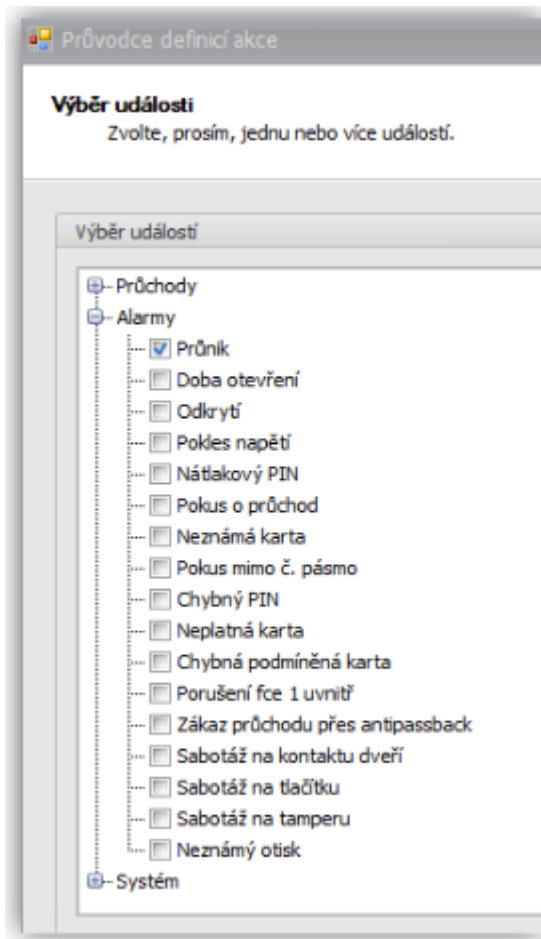 Průvodce definicí akce
Výběr události
Zvolte, prosím, jednu nebo více událostí.
Výběr událostí
Průchody
Alarmy
Průnik
Doba otevření
Odkrytí
Pokles napětí
Nátlakový PIN
Pokus o průchod
Neznámá karta
Pokus mimo č. pásmo
Chybný PIN
Neplatná karta
Chybná podmíněná karta
Porušení fce 1 uvnitř
Zákaz průchodu přes antipassback
Sabotáž na kontaktu dveří
Sabotáž na tlačítku
Sabotáž na tamperu
Neznámý otisk
Systém